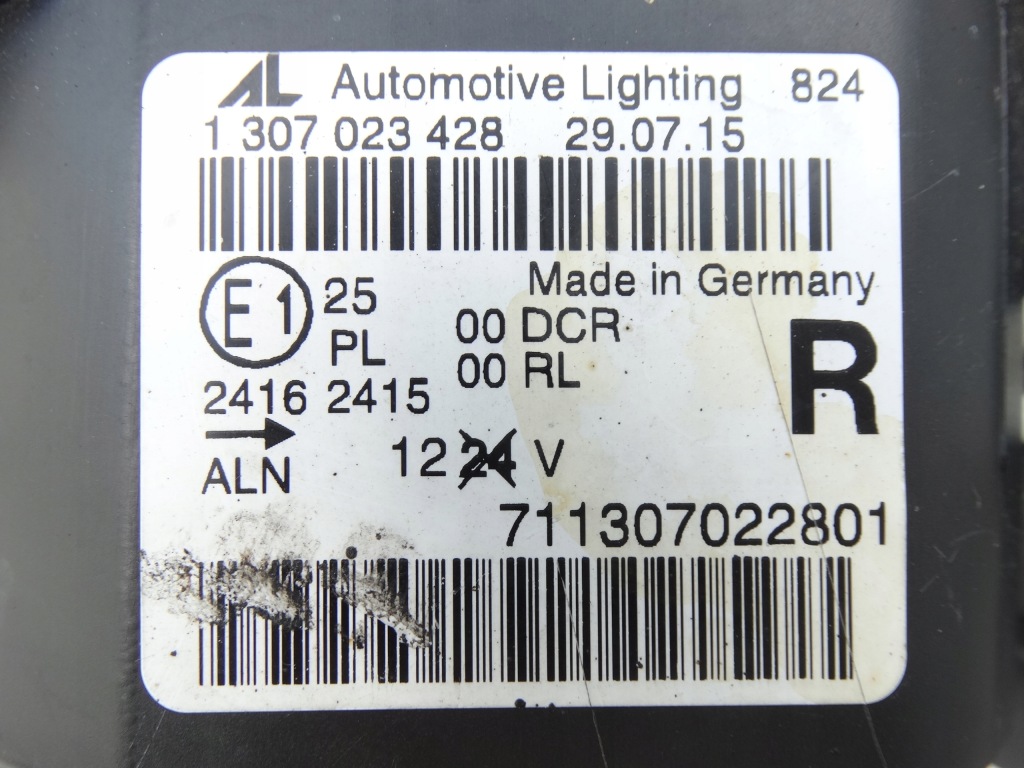 AL Automotive Lighting 824
1 307 023 428 29.07.15
Made in Germany
E1 25
PL
00 DCR
00 RL
R
2416 2415
→
ALN
12 24 V
711307022801